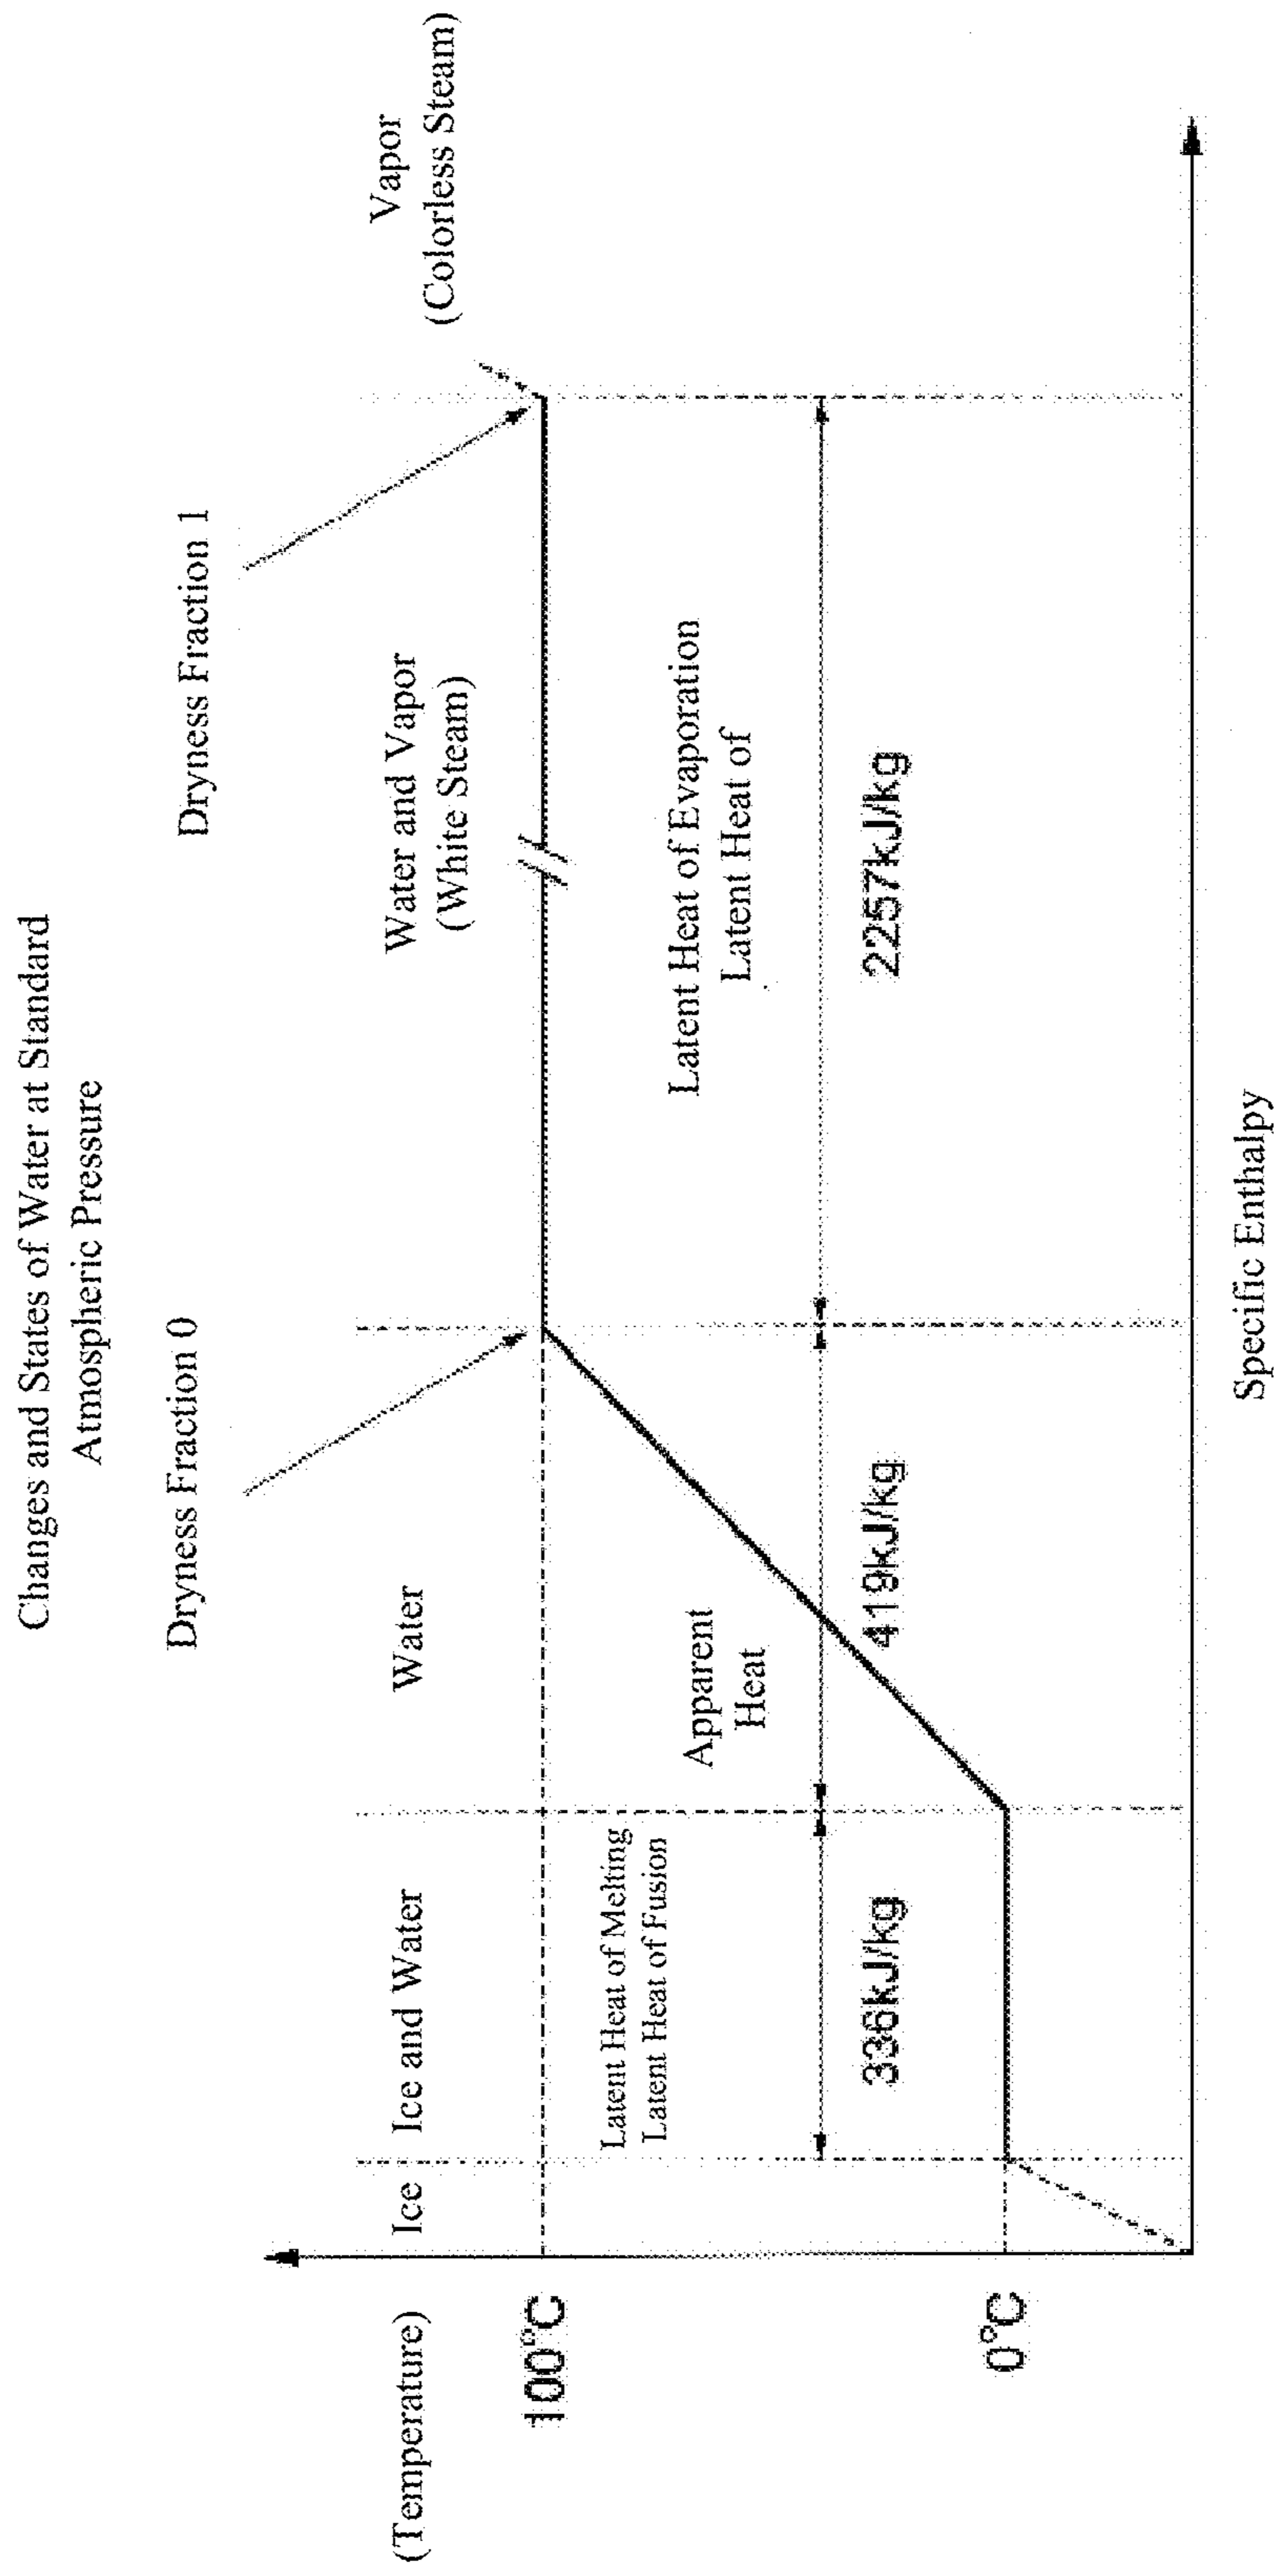 Changes and States of Water at Standard
Atmospheric Pressure
Dryness Fraction 0
Dryness Fraction 1
(Temperature)
Ice
Ice and Water
Water
Water and Vapor
(White Steam)
Vapor
(Colorless Steam)
100°C
Latent Heat of Melting
Latent Heat of Fusion
Apparent
Heat
Latent Heat of Evaporation
Latent Heat of
336kJ/kg
419kJ/kg
2257kJ/kg
0°C
Specific Enthalpy